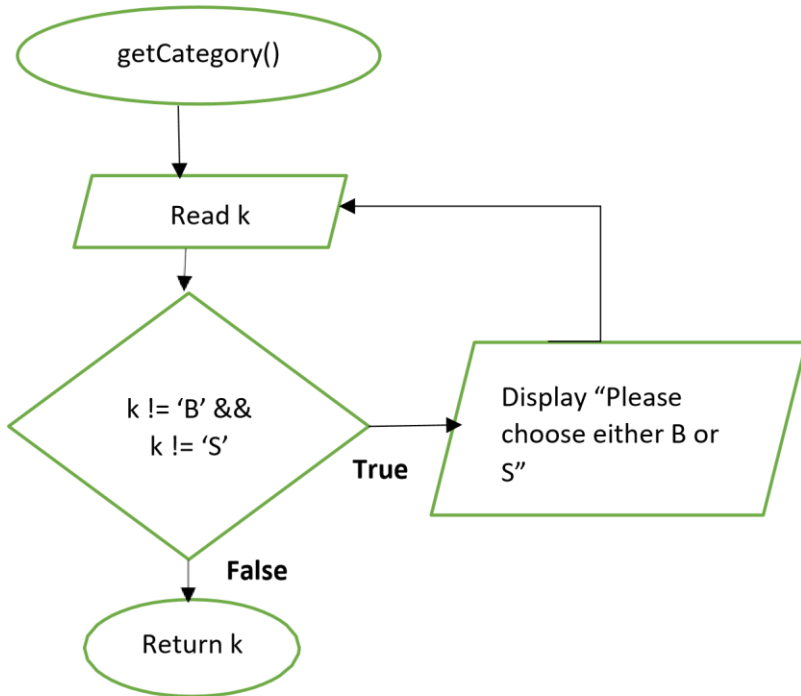 getCategory()
Read k
k != ‘B’ &&
k != ‘S’
True
Display “Please
choose either B or
S”
False
Return k